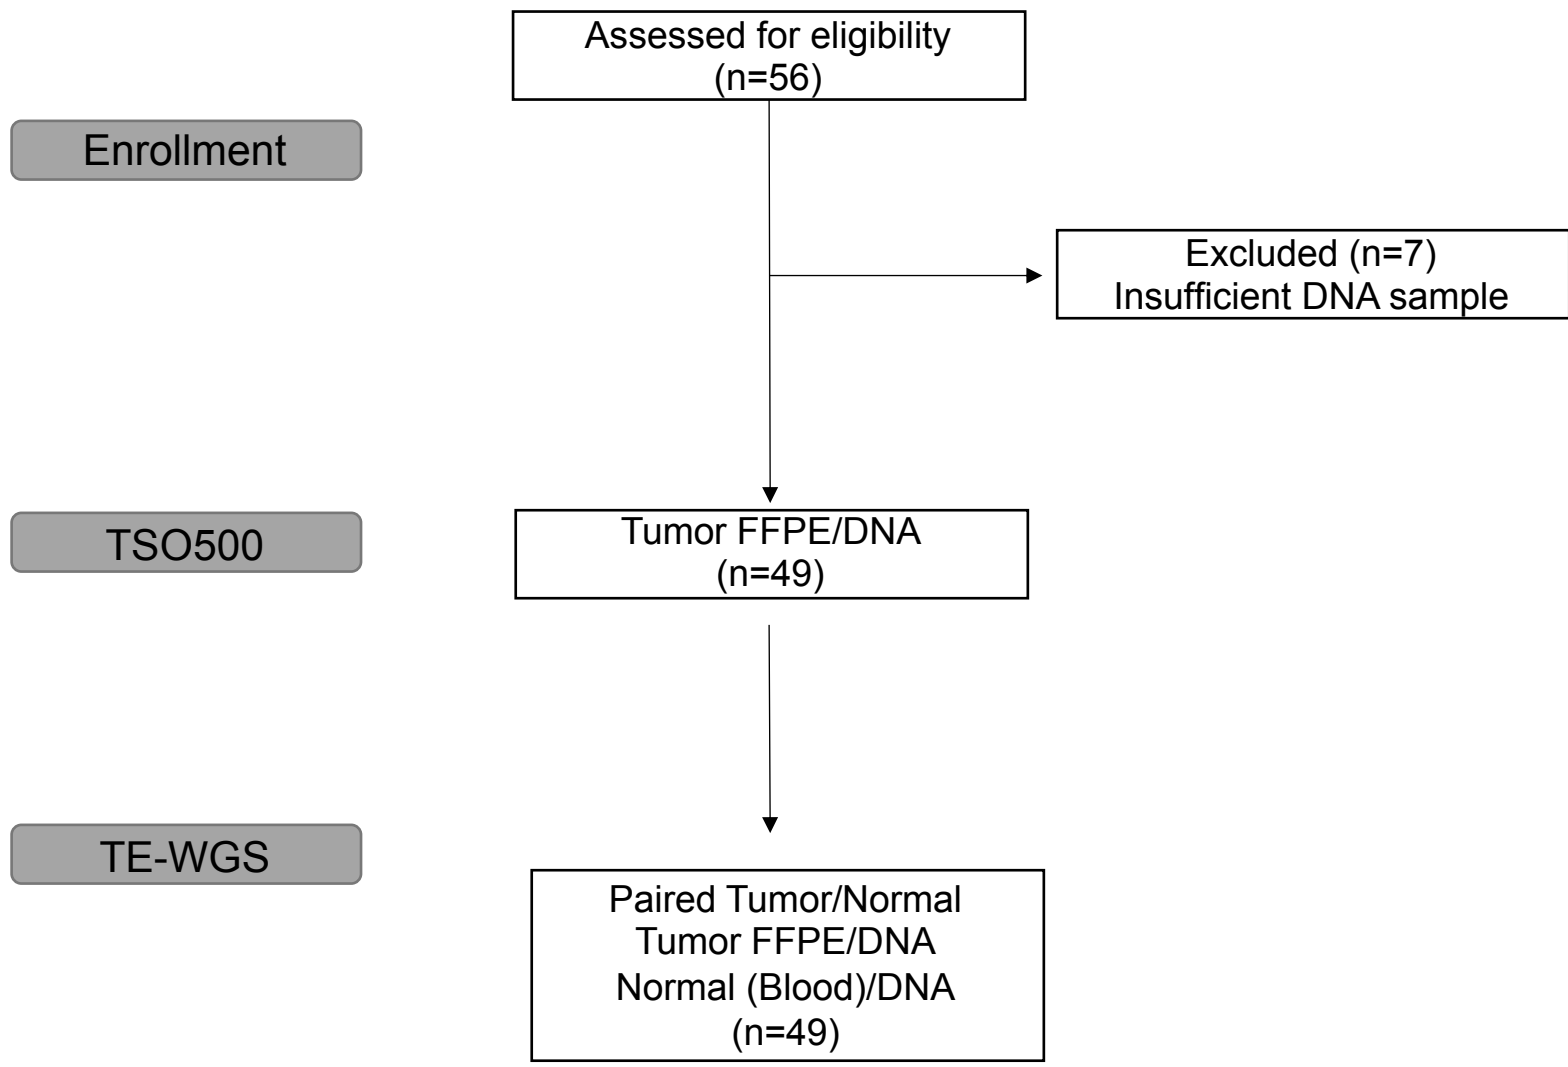 Assessed for eligibility
(n=56)
Enrollment
Excluded (n=7)
Insufficient DNA sample
TSO500
Tumor FFPE/DNA
(n=49)
TE-WGS
Paired Tumor/Normal
Tumor FFPE/DNA
Normal (Blood)/DNA
(n=49)